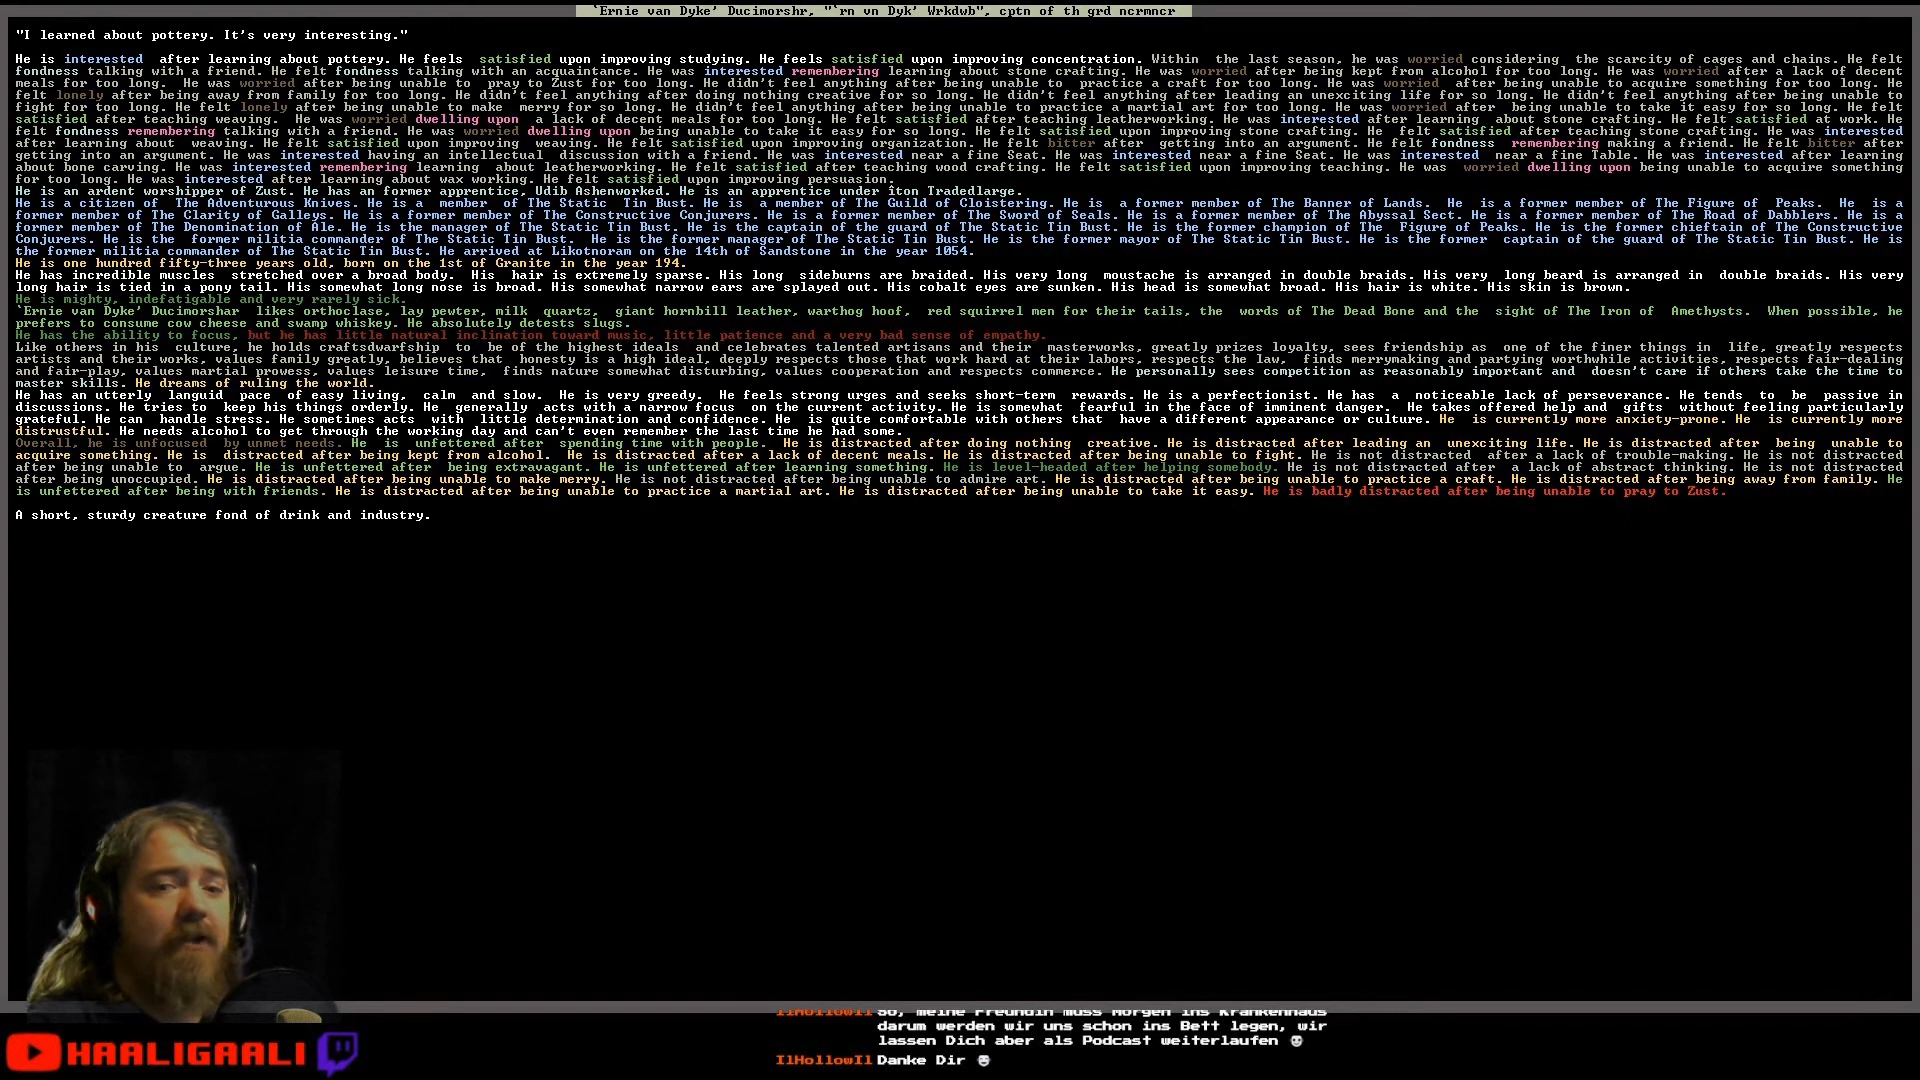 `Ernie van Dyke' Ducimorshr, "`rn vn Dyk' Wrkdwb", cptn of th grd ncrmncr
"I learned about pottery. It's very interesting."
He is interested after learning about pottery. He feels satisfied upon improving studying. He feels satisfied upon improving concentration. Within the last season, he was worried considering the scarcity of cages and chains. He felt
fondness talking with a friend. He felt fondness talking with an acquaintance. He was interested remembering learning about stone crafting. He was worried after being kept from alcohol for too long. He was worried after a lack of decent
meals for too long. He was worried after being unable to pray to Zust for too long. He didn't feel anything after being unable to practice a craft for too long. He was worried after being unable to acquire something for too long. He
felt lonely after being away from family for too long. He didn't feel anything after doing nothing creative for so long. He didn't feel anything after leading an unexciting life for so long. He didn't feel anything after being unable to
fight for too long. He felt lonely after being unable to make merry for so long. He didn't feel anything after being unable to practice a martial art for too long. He was worried after being unable to take it easy for so long. He felt
satisfied after teaching weaving. He was worried dwelling upon a lack of decent meals for too long. He felt satisfied after teaching leatherworking. He was interested after learning about stone crafting. He felt satisfied at work. He
felt fondness remembering talking with a friend. He was worried dwelling upon being unable to take it easy for so long. He felt satisfied upon improving stone crafting. He felt satisfied after teaching stone crafting. He was interested
after learning about weaving. He felt satisfied upon improving weaving. He felt satisfied upon improving organization. He felt bitter after getting into an argument. He felt fondness remembering making a friend. He felt bitter after
getting into an argument. He was interested having an intellectual discussion with a friend. He was interested near a fine Seat. He was interested near a fine Seat. He was interested near a fine Table. He was interested after learning
about bone carving. He was interested remembering learning about leatherworking. He felt satisfied after teaching wood crafting. He felt satisfied upon improving teaching. He was worried dwelling upon being unable to acquire something
for too long. He was interested after learning about wax working. He felt satisfied upon improving persuasion.
He is an ardent worshipper of Zust. He has an former apprentice, Udib Ashenworked. He is an apprentice under îton Tradedlarge.
He is a citizen of The Adventurous Knives. He is a member of The Static Tin Bust. He is a member of The Guild of Cloistering. He is a former member of The Banner of Lands. He is a former member of The Figure of Peaks. He is a
former member of The Clarity of Galleys. He is a former member of The Constructive Conjurers. He is a former member of The Sword of Seals. He is a former member of The Abyssal Sect. He is a former member of The Road of Dabblers. He is a
former member of The Denomination of Ale. He is the manager of The Static Tin Bust. He is the captain of the guard of The Static Tin Bust. He is the former champion of The Figure of Peaks. He is the former chieftain of The Constructive
Conjurers. He is the former militia commander of The Static Tin Bust. He is the former manager of The Static Tin Bust. He is the former mayor of The Static Tin Bust. He is the former captain of the guard of The Static Tin Bust. He is
the former militia commander of The Static Tin Bust. He arrived at Likotnoram on the 14th of Sandstone in the year 1054.
He is one hundred fifty-three years old, born on the 1st of Granite in the year 194.
He has incredible muscles stretched over a broad body. His hair is extremely sparse. His long sideburns are braided. His very long moustache is arranged in double braids. His very long beard is arranged in double braids. His very
long hair is tied in a pony tail. His somewhat long nose is broad. His somewhat narrow ears are splayed out. His cobalt eyes are sunken. His head is somewhat broad. His hair is white. His skin is brown.
He is mighty, indefatigable and very rarely sick.
`Ernie van Dyke' Ducimorshar likes orthoclase, lay pewter, milk quartz, giant hornbill leather, warthog hoof, red squirrel men for their tails, the words of The Dead Bone and the sight of The Iron of Amethysts. When possible, he
prefers to consume cow cheese and swamp whiskey. He absolutely detests slugs.
He has the ability to focus, but he has little natural inclination toward music, little patience and a very bad sense of empathy.
Like others in his culture, he holds craftsdwarfship to be of the highest ideals and celebrates talented artisans and their masterworks, greatly prizes loyalty, sees friendship as one of the finer things in life, greatly respects
artists and their works, values family greatly, believes that honesty is a high ideal, deeply respects those that work hard at their labors, respects the law, finds merrymaking and partying worthwhile activities, respects fair-dealing
and fair-play, values martial prowess, values leisure time, finds nature somewhat disturbing, values cooperation and respects commerce. He personally sees competition as reasonably important and doesn't care if others take the time to
master skills. He dreams of ruling the world.
He has an utterly languid pace of easy living, calm and slow. He is very greedy. He feels strong urges and seeks short-term rewards. He is a perfectionist. He has a noticeable lack of perseverance. He tends to be passive in
discussions. He tries to keep his things orderly. He generally acts with a narrow focus on the current activity. He is somewhat fearful in the face of imminent danger. He takes offered help and gifts without feeling particularly
grateful. He can handle stress. He sometimes acts with little determination and confidence. He is quite comfortable with others that have a different appearance or culture. He is currently more anxiety-prone. He is currently more
distrustful. He needs alcohol to get through the working day and can't even remember the last time he had some.
Overall, he is unfocused by unmet needs. He is unfettered after spending time with people. He is distracted after doing nothing creative. He is distracted after leading an unexciting life. He is distracted after being unable to
acquire something. He is distracted after being kept from alcohol. He is distracted after a lack of decent meals. He is distracted after being unable to fight. He is not distracted after a lack of trouble-making. He is not distracted
after being unable to argue. He is unfettered after being extravagant. He is unfettered after learning something. He is level-headed after helping somebody. He is not distracted after a lack of abstract thinking. He is not distracted
after being unoccupied. He is distracted after being unable to make merry. He is not distracted after being unable to admire art. He is distracted after being unable to practice a craft. He is distracted after being away from family. He
is unfettered after being with friends. He is distracted after being unable to practice a martial art. He is distracted after being unable to take it easy. He is badly distracted after being unable to pray to Zust.
A short, sturdy creature fond of drink and industry.
IlHollowIl So, meine Freundin muss Morgen ins Krankenhaus
darum werden wir uns schon ins Bett legen, wir
lassen Dich aber als Podcast weiterlaufen
IlHollowIl Danke Dir
HAALIGAALI